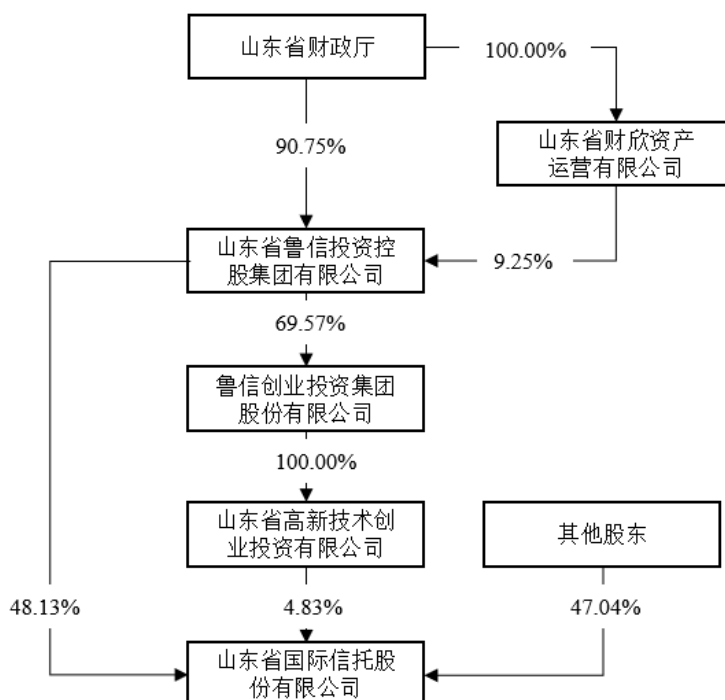 山东省财政厅
100.00%
90.75%
山东省财欣资产
运营有限公司
山东省鲁信投资控
股集团有限公司
9.25%
69.57%
鲁信创业投资集团
股份有限公司
100.00%
山东省高新技术创
业投资有限公司
其他股东
48.13%
4.83%
47.04%
山东省国际信托股
份有限公司